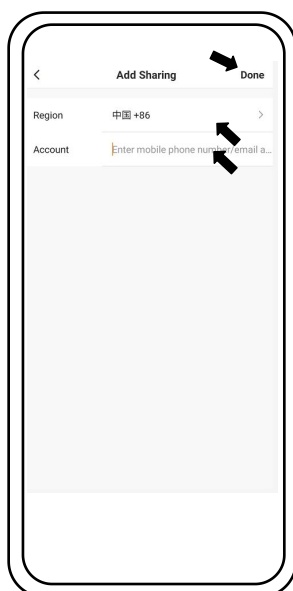 < Add Sharing Done
Region 中国 +86 >
Account Enter mobile phone number/email a...